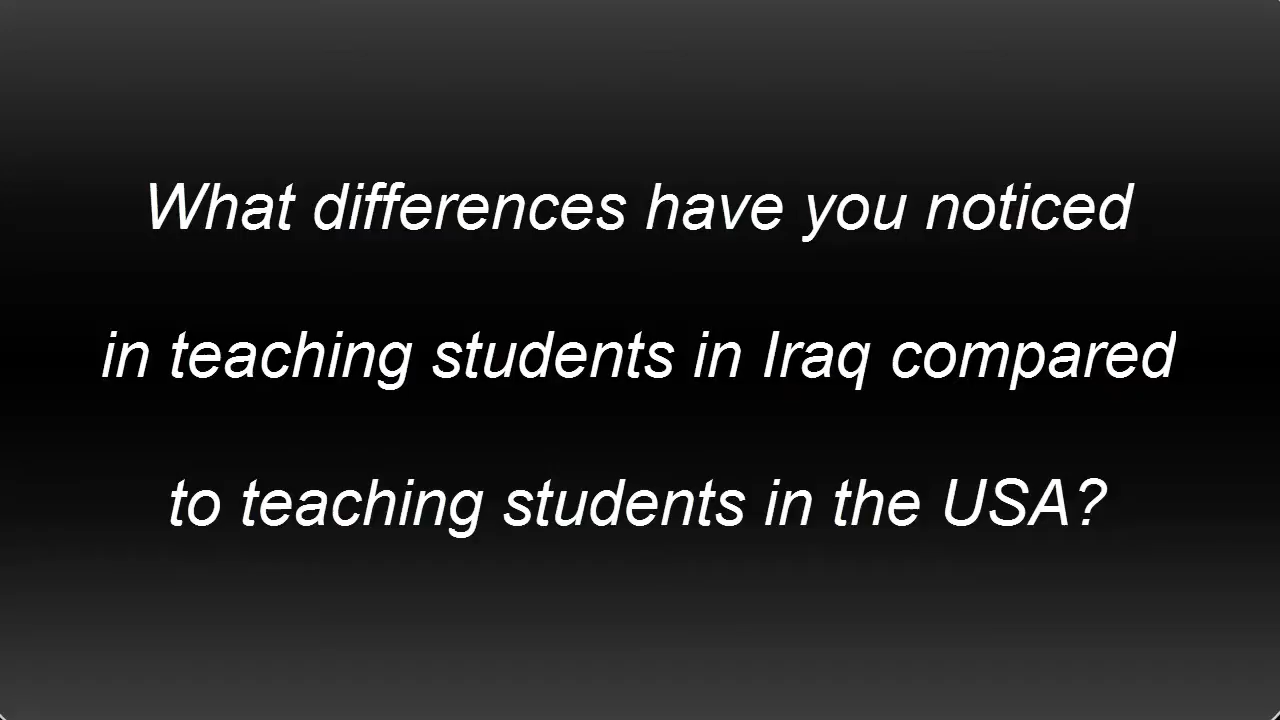 What differences have you noticed
in teaching students in Iraq compared
to teaching students in the USA?